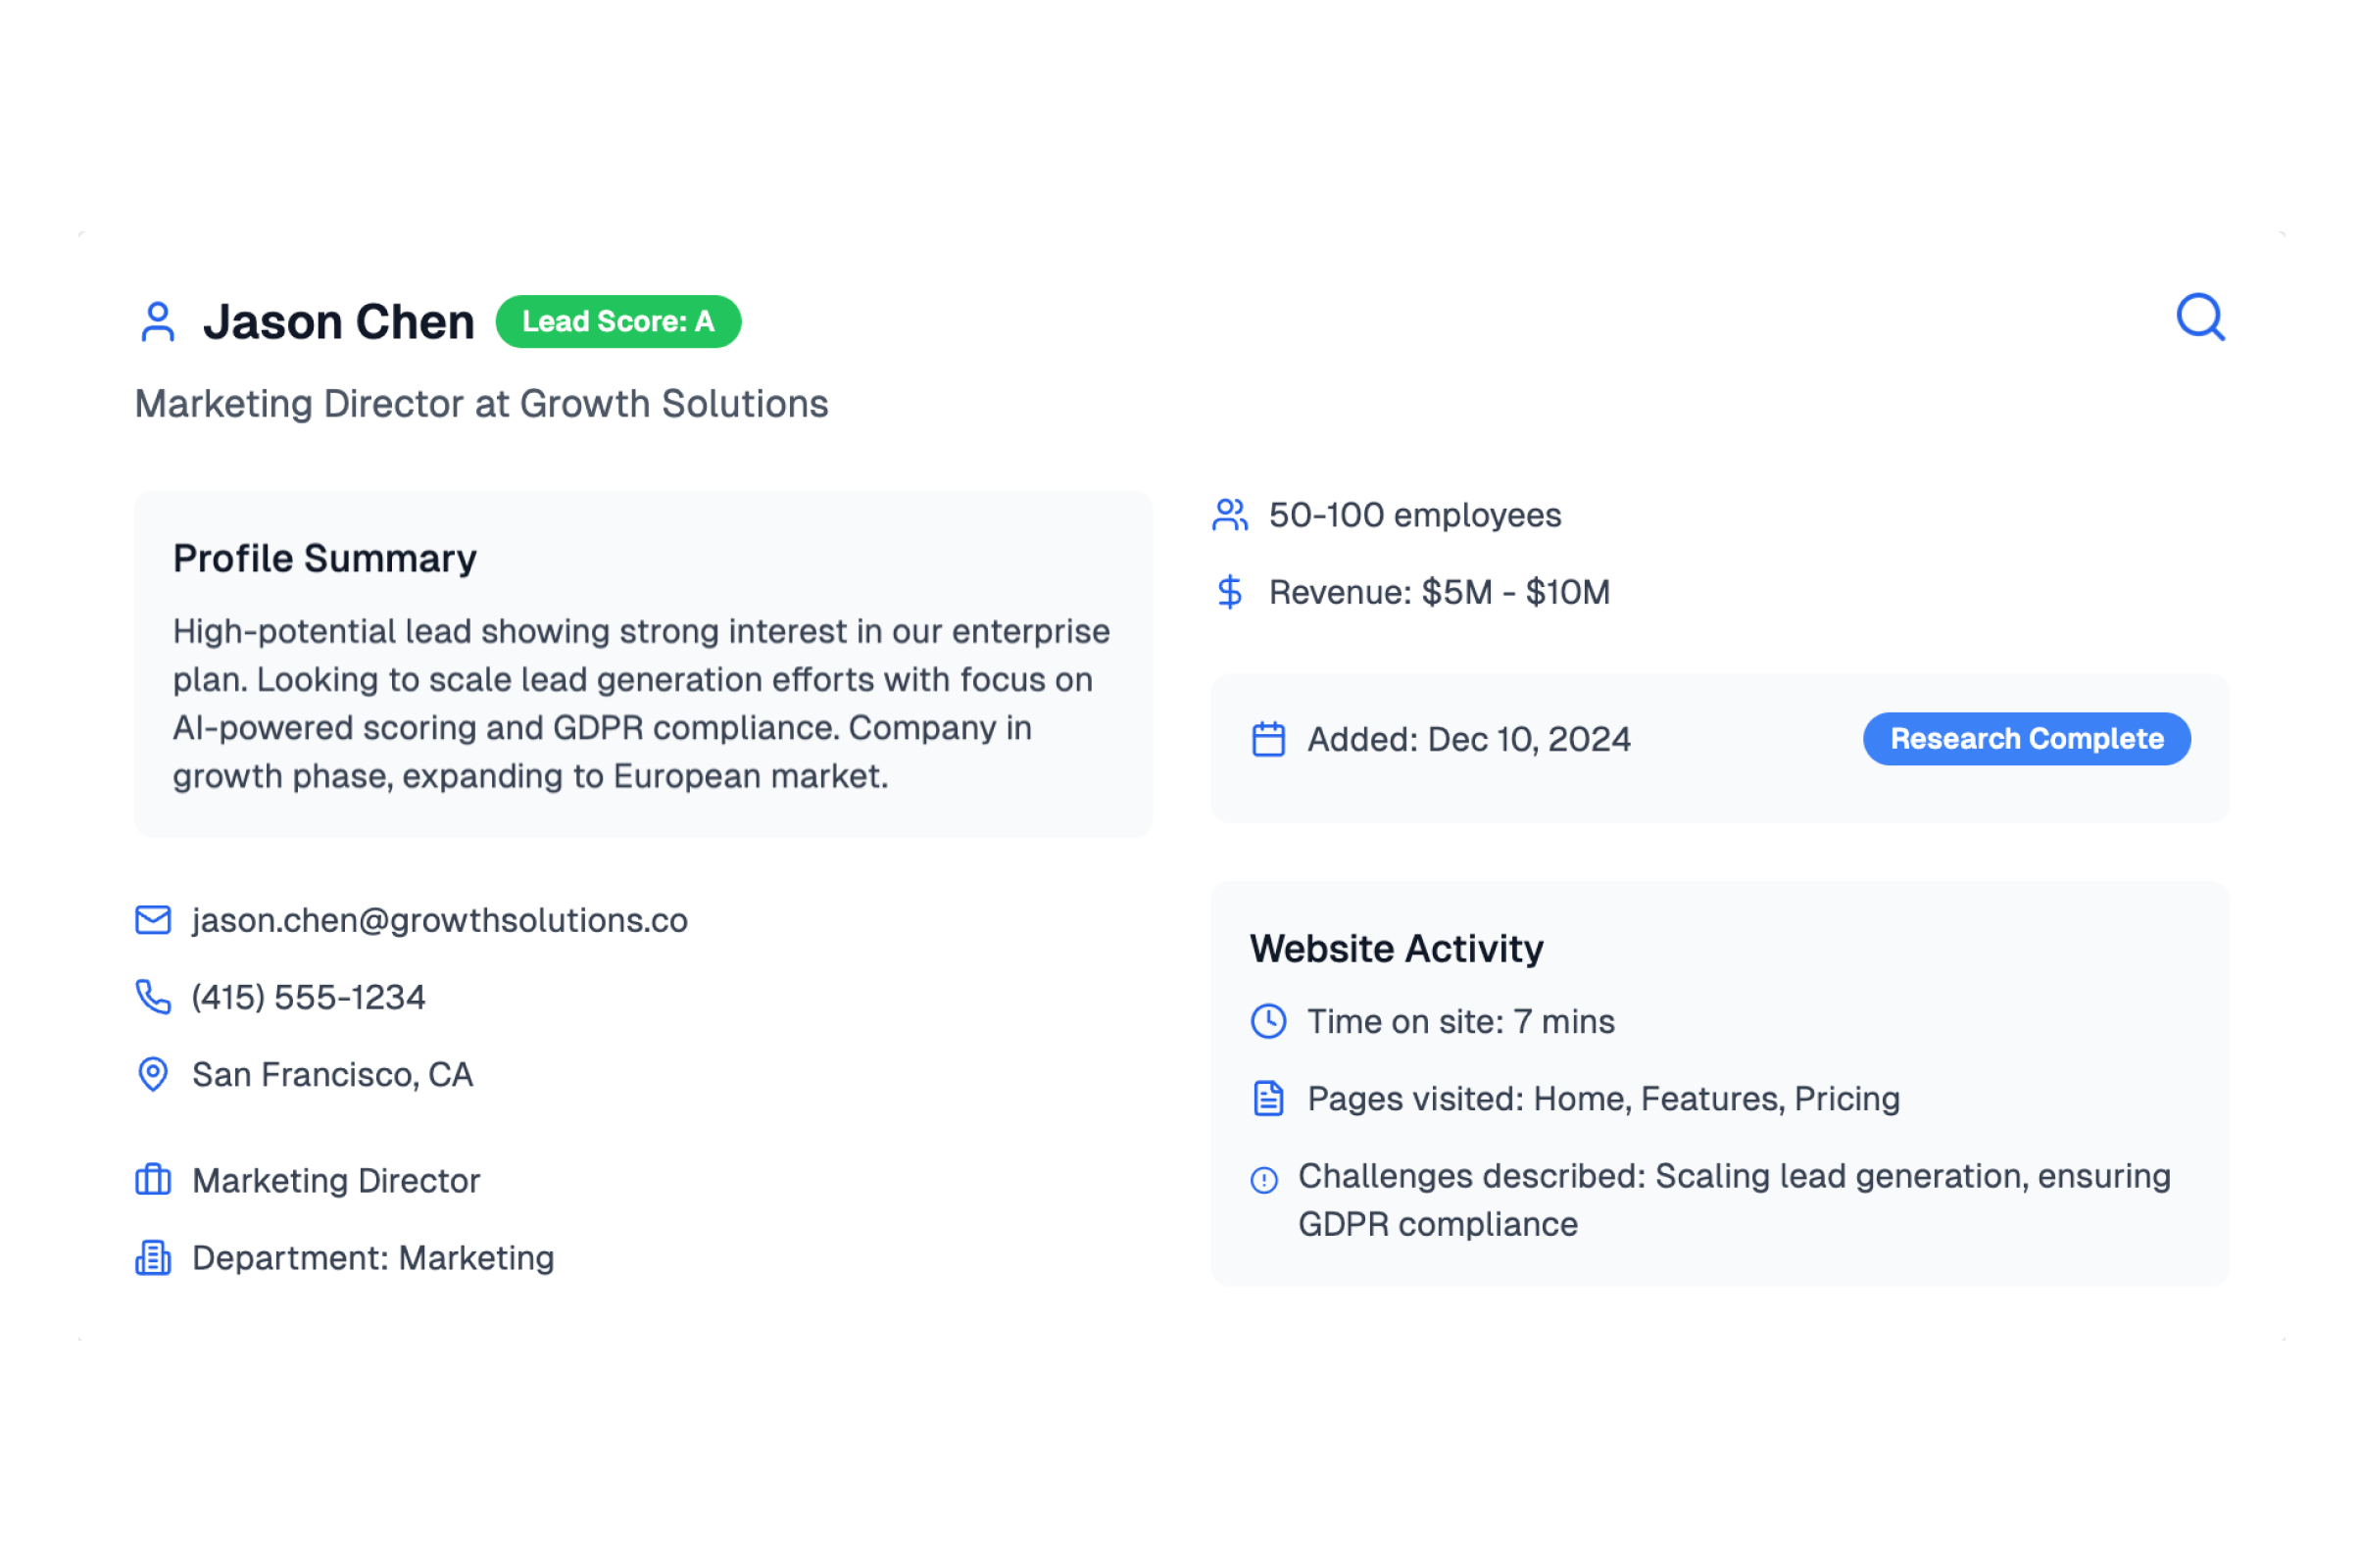 Jason Chen
Lead Score: A
Marketing Director at Growth Solutions
Profile Summary
High-potential lead showing strong interest in our enterprise
plan. Looking to scale lead generation efforts with focus on
AI-powered scoring and GDPR compliance. Company in
growth phase, expanding to European market.
jason.chen@growthsolutions.co
(415) 555-1234
San Francisco, CA
Marketing Director
Department: Marketing
50-100 employees
Revenue: $5M - $10M
Added: Dec 10, 2024
Research Complete
Website Activity
Time on site: 7 mins
Pages visited: Home, Features, Pricing
Challenges described: Scaling lead generation, ensuring
GDPR compliance